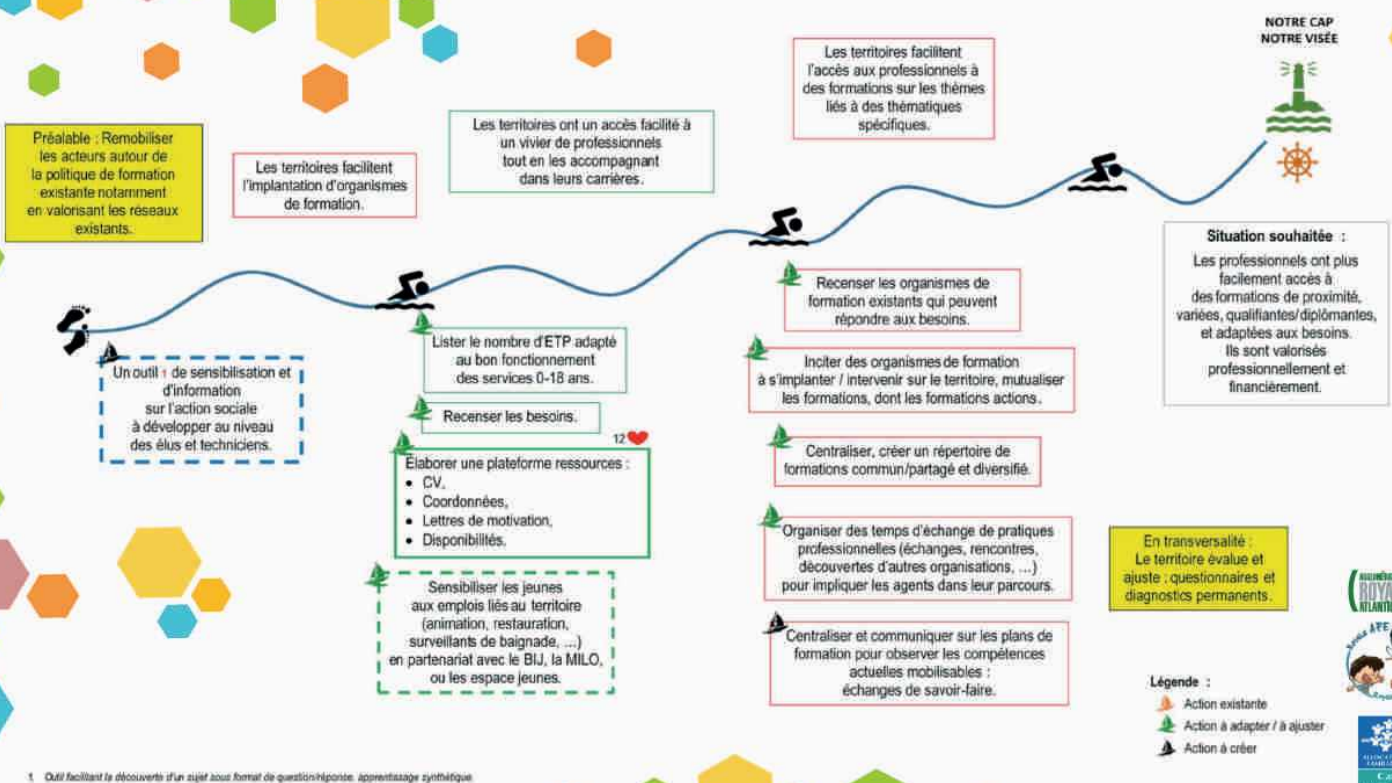 NOTRE CAP
NOTRE VISÉE
Préalable : Remobiliser
les acteurs autour de
la politique de formation
existante notamment
en valorisant les réseaux
existants.
Les territoires facilitent
l'implantation d'organismes
de formation.
Les territoires ont un accès facilité à
un vivier de professionnels
tout en les accompagnant
dans leurs carrières.
Les territoires facilitent
l'accès aux professionnels à
des formations sur les thèmes
liés à des thématiques
spécifiques.
Un outil 1 de sensibilisation et
d'information
sur l'action sociale
à développer au niveau
des élus et techniciens.
Lister le nombre d'ETP adapté
au bon fonctionnement
des services 0-18 ans.
Recenser les besoins.
12
Élaborer une plateforme ressources :
• CV,
• Coordonnées,
• Lettres de motivation,
• Disponibilités.
Sensibiliser les jeunes
aux emplois liés au territoire
(animation, restauration,
surveillants de baignade, ...)
en partenariat avec le BIJ, la MILO,
ou les espace jeunes.
Recenser les organismes de
formation existants qui peuvent
répondre aux besoins.
Inciter des organismes de formation
à s'implanter / intervenir sur le territoire, mutualiser
les formations, dont les formations actions.
Centraliser, créer un répertoire de
formations commun/partagé et diversifié.
Organiser des temps d'échange de pratiques
professionnelles (échanges, rencontres,
découvertes d'autres organisations, ...)
pour impliquer les agents dans leur parcours.
Centraliser et communiquer sur les plans de
formation pour observer les compétences
actuelles mobilisables :
échanges de savoir-faire.
Situation souhaitée :
Les professionnels ont plus
facilement accès à
des formations de proximité,
variées, qualifiantes/diplômantes,
et adaptées aux besoins.
Ils sont valorisés
professionnellement et
financièrement.
En transversalité :
Le territoire évalue et
ajuste : questionnaires et
diagnostics permanents.
Légende :
Action existante
Action à adapter / à ajuster
Action à créer
1 Outil facilitant la découverte d'un sujet sous format de question/réponse, apprentissage synthétique.